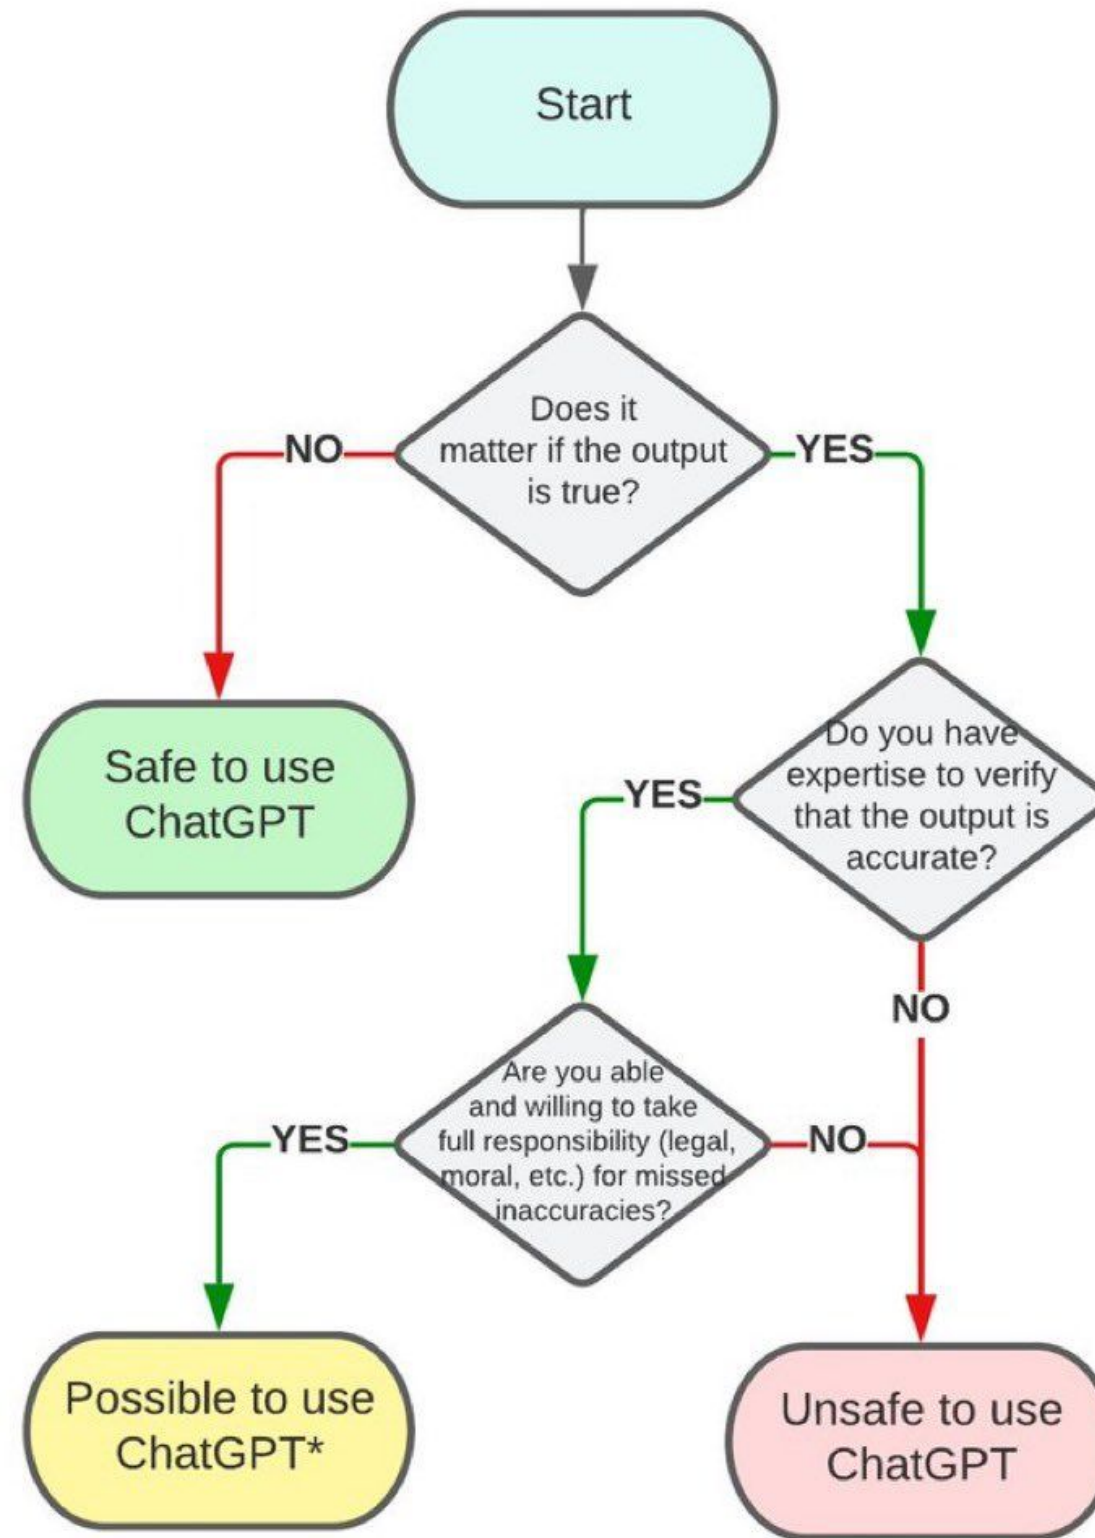 Start
Does it
matter if the output
is true?
NO
YES
Safe to use
ChatGPT
Do you have
expertise to verify
that the output is
accurate?
YES
NO
Are you able
and willing to take
full responsibility (legal,
moral, etc.) for missed
inaccuracies?
YES
NO
Possible to use
ChatGPT*
Unsafe to use
ChatGPT